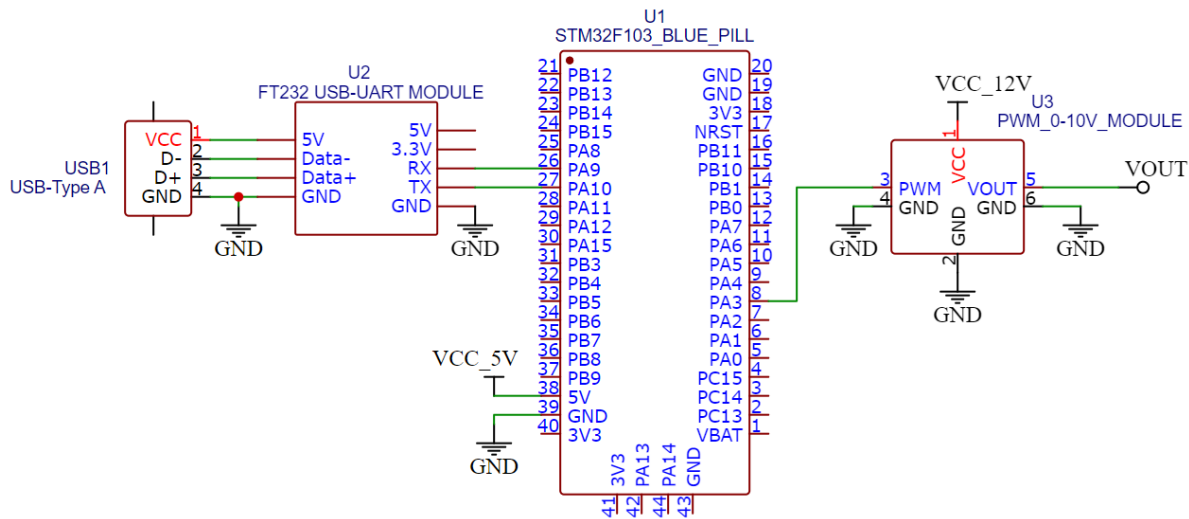 U1
STM32F103_BLUE_PILL
U2
FT232 USB-UART MODULE
USB1
USB-Type A
VCC 1
D- 2
D+ 3
GND 4
GND
5V
Data-
Data+
GND
5V
3.3V
RX
TX
GND
GND
21 PB12
22 PB13
23 PB14
24 PB15
25 PA8
26 PA9
27 PA10
28 PA11
29 PA12
30 PA15
31 PB3
32 PB4
33 PB5
34 PB6
35 PB7
36 PB8
37 PB9
38 5V
39 GND
40 3V3
VCC_5V
GND
GND 20
GND 19
3V3 18
NRST 17
PB11 16
PB10 15
PB1 14
PB0 13
PA7 12
PA6 11
PA5 10
PA4 9
PA3 8
PA2 7
PA1 6
PA0 5
PC15 4
PC14 3
PC13 2
VBAT 1
41 3V3
42 PA13
44 PA14
43 GND
VCC_12V
U3
PWM_0-10V_MODULE
1 VCC
3 PWM
4 GND
GND
2 GND
GND
VOUT 5
GND 6
GND
VOUT